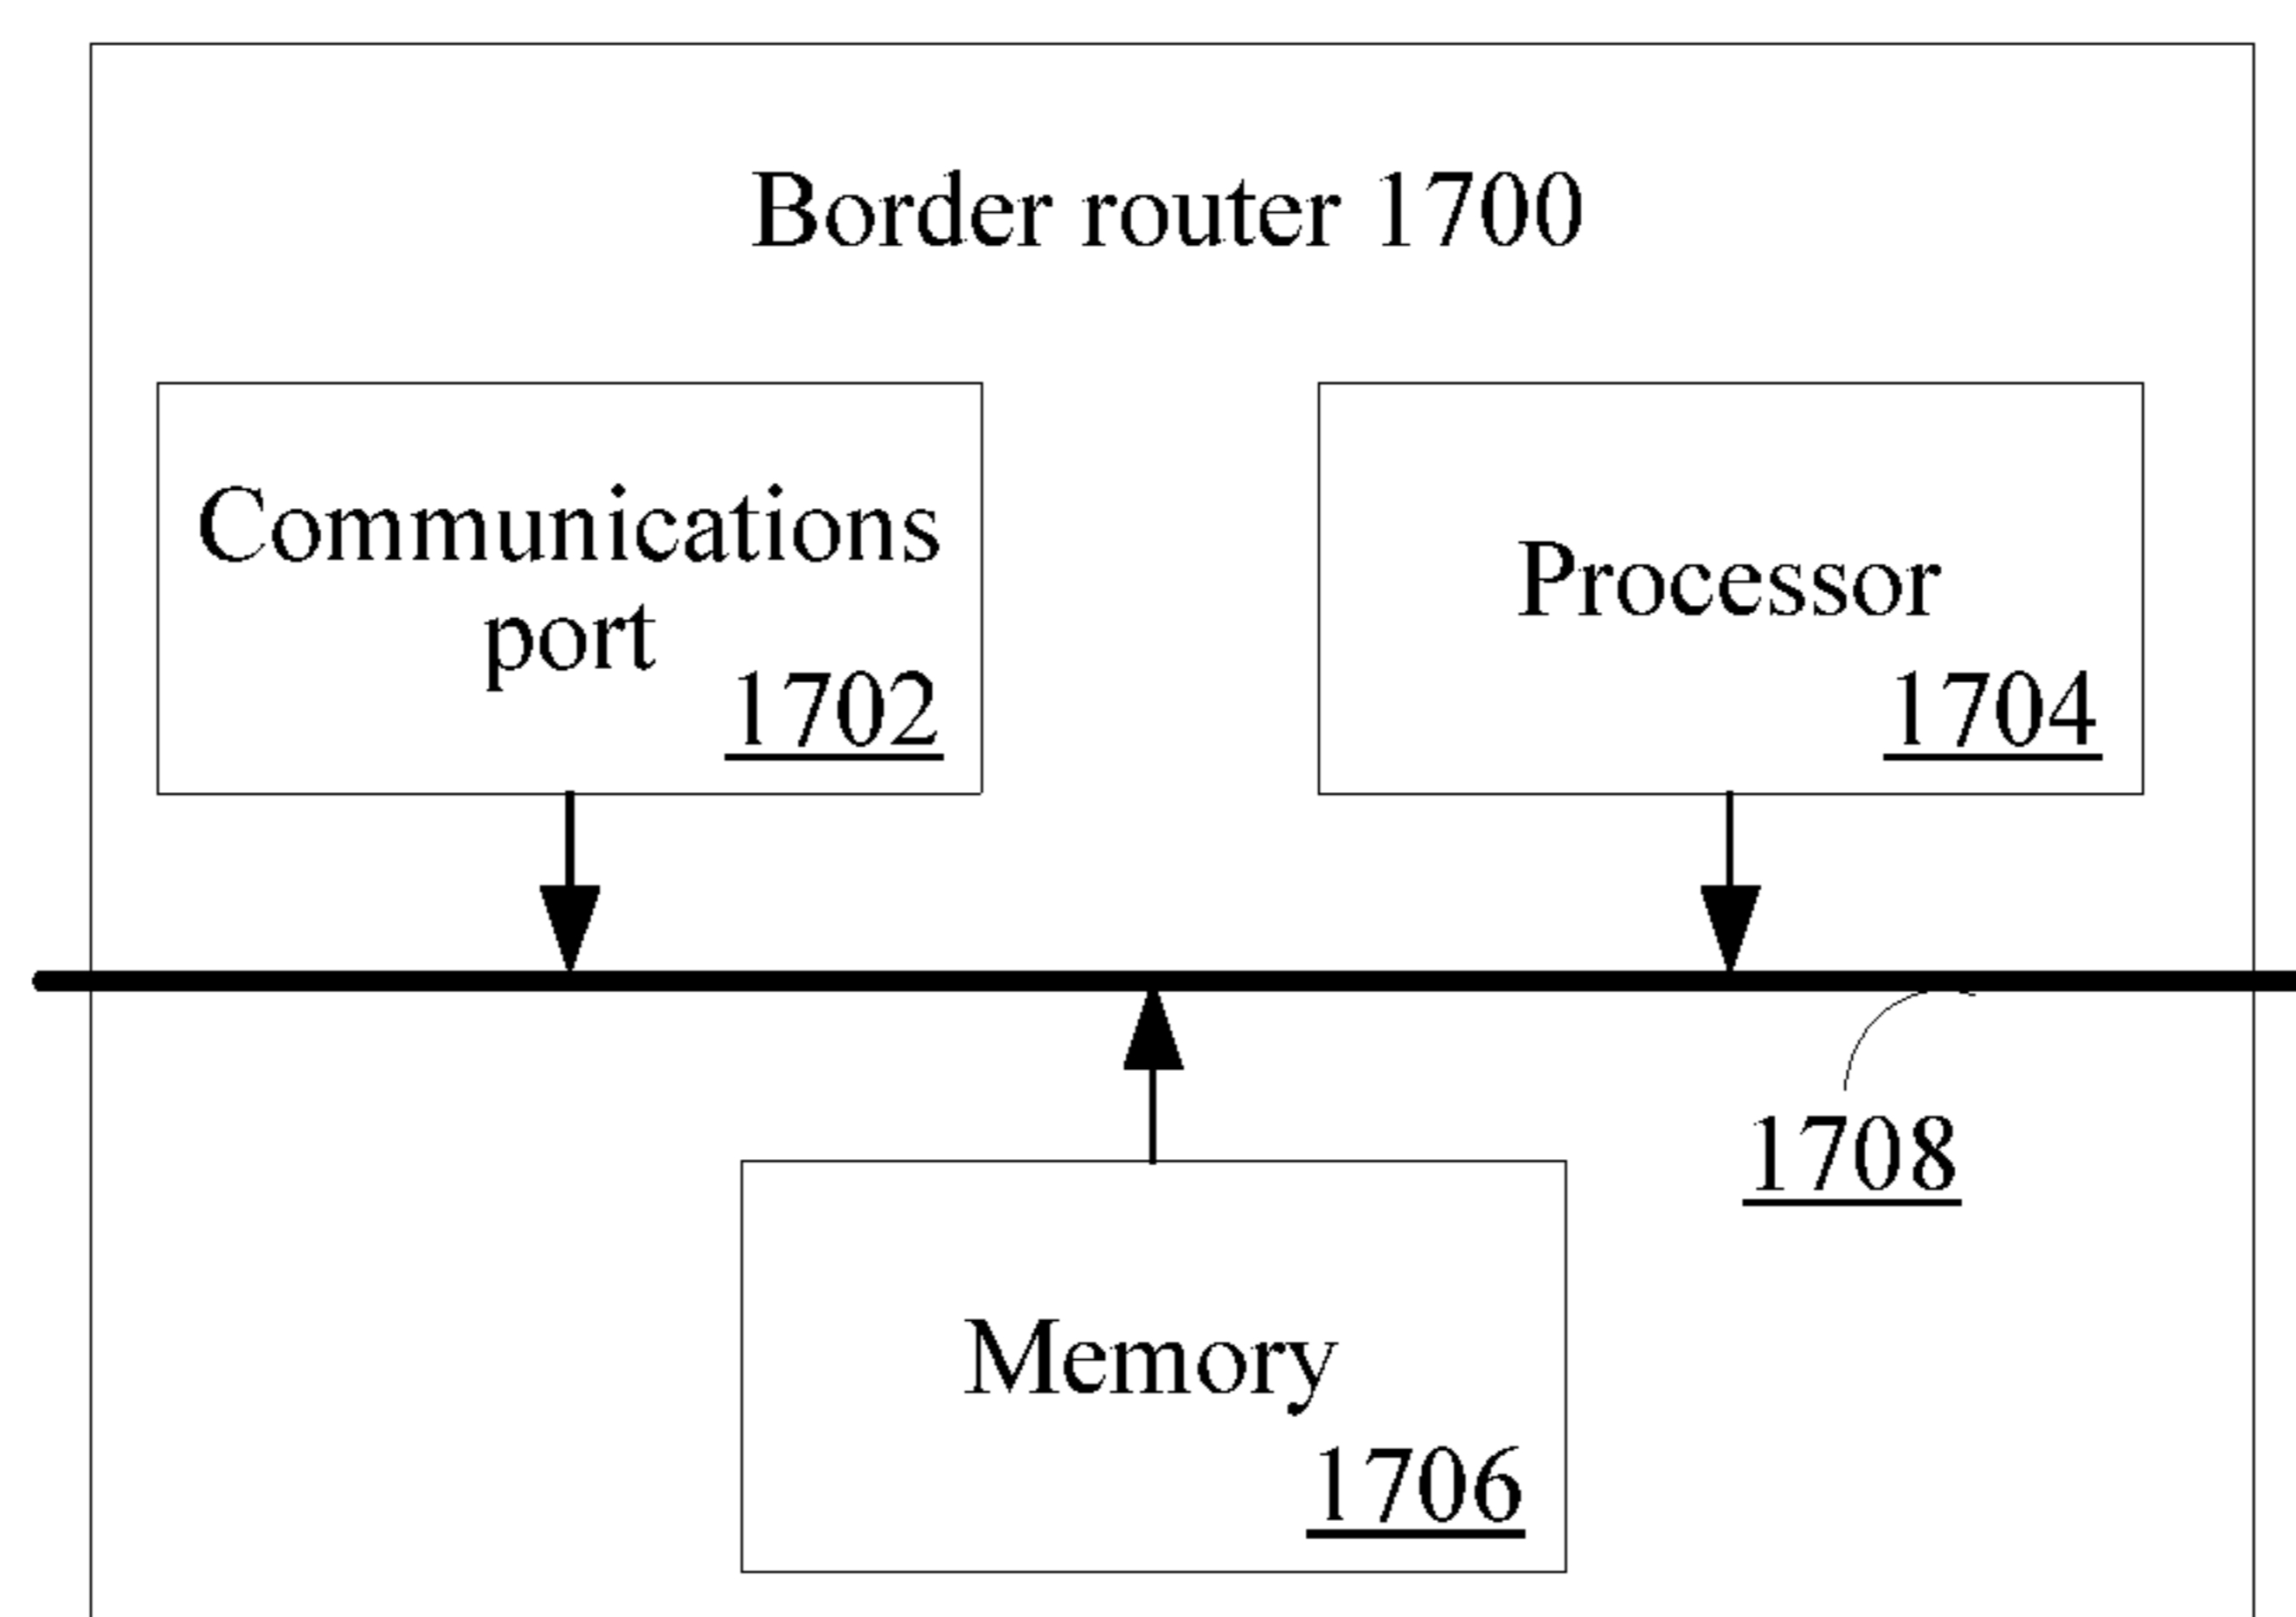 Border router 1700
Communications
port
1702
Processor
1704
1708
Memory
1706